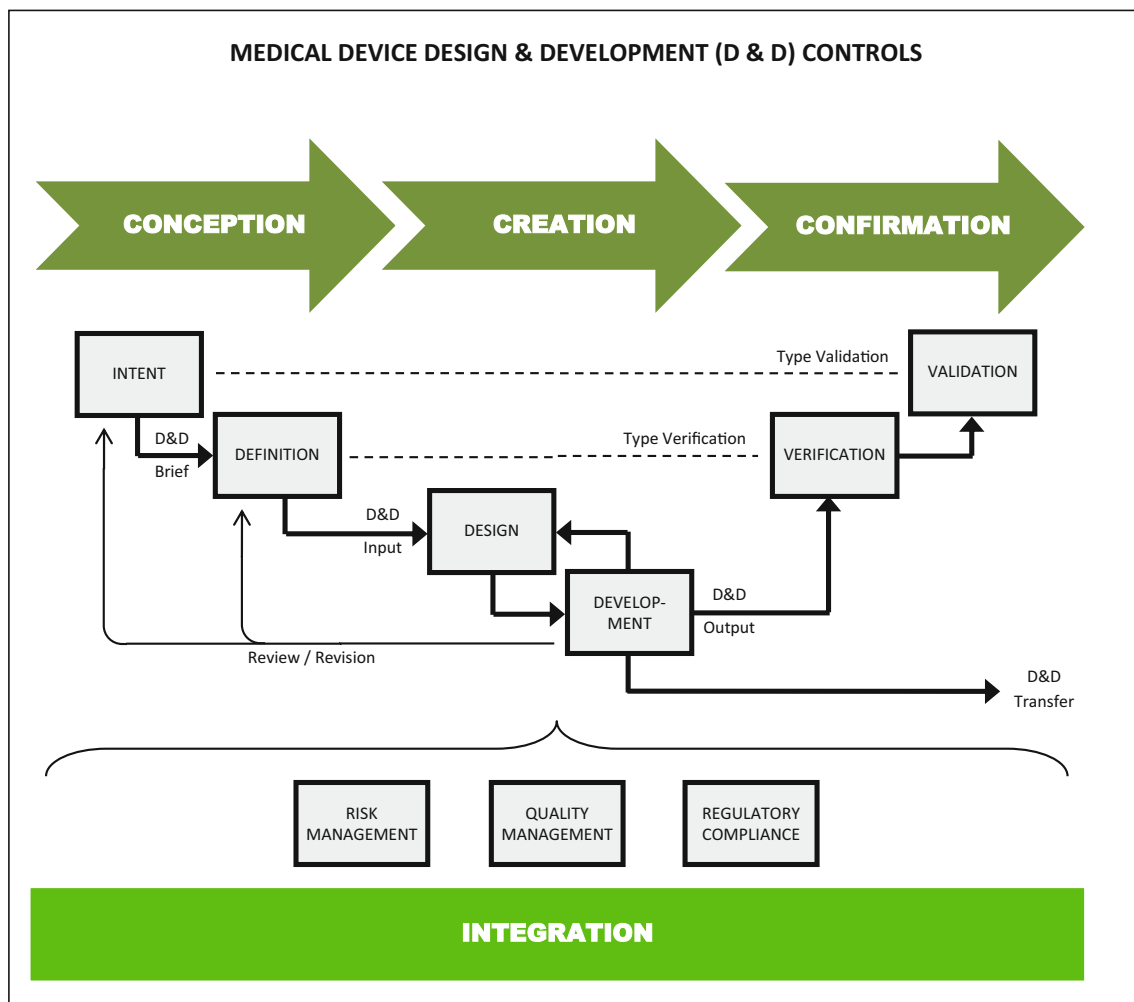 MEDICAL DEVICE DESIGN & DEVELOPMENT (D & D) CONTROLS
CONCEPTION
CREATION
CONFIRMATION
INTENT
Type Validation
VALIDATION
D&D
Brief
DEFINITION
Type Verification
VERIFICATION
D&D
Input
DESIGN
DEVELOP-
MENT
D&D
Output
Review / Revision
D&D
Transfer
RISK
MANAGEMENT
QUALITY
MANAGEMENT
REGULATORY
COMPLIANCE
INTEGRATION